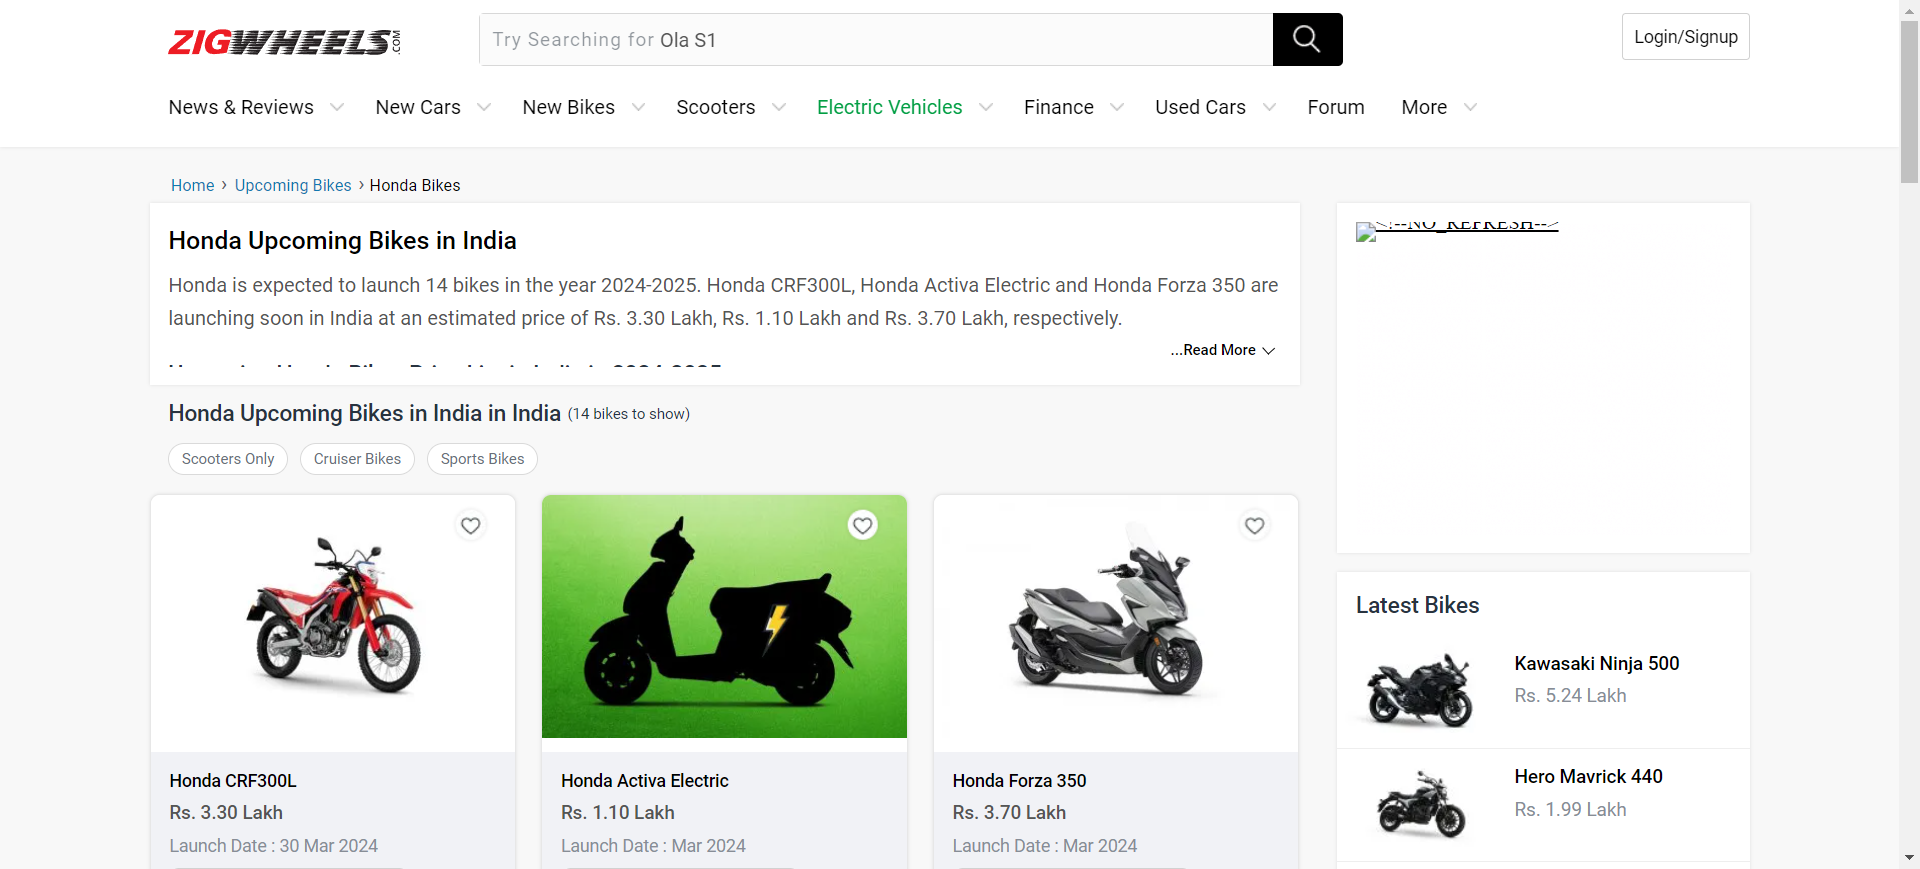 ZIGWHEELS.COM
Try Searching for Ola S1
Login/Signup
News & Reviews New Cars New Bikes Scooters Electric Vehicles Finance Used Cars Forum More
Home › Upcoming Bikes › Honda Bikes
Honda Upcoming Bikes in India
Honda is expected to launch 14 bikes in the year 2024-2025. Honda CRF300L, Honda Activa Electric and Honda Forza 350 are
launching soon in India at an estimated price of Rs. 3.30 Lakh, Rs. 1.10 Lakh and Rs. 3.70 Lakh, respectively.
...Read More
<!--NO_REFRESH-->
Honda Upcoming Bikes in India in India (14 bikes to show)
Scooters Only Cruiser Bikes Sports Bikes
Honda CRF300L
Rs. 3.30 Lakh
Launch Date : 30 Mar 2024
Honda Activa Electric
Rs. 1.10 Lakh
Launch Date : Mar 2024
Honda Forza 350
Rs. 3.70 Lakh
Launch Date : Mar 2024
Latest Bikes
Kawasaki Ninja 500
Rs. 5.24 Lakh
Hero Mavrick 440
Rs. 1.99 Lakh